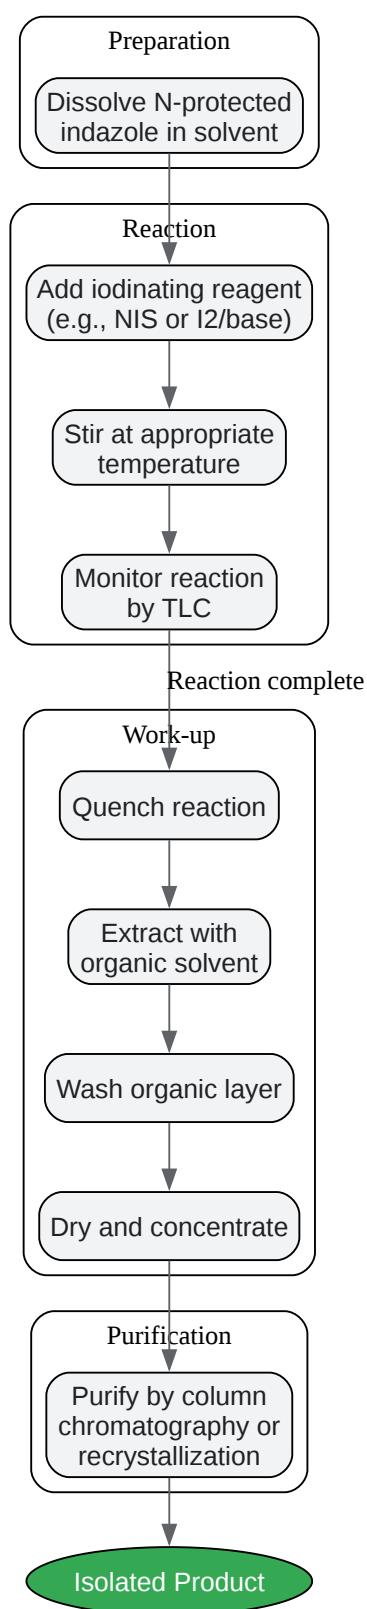 Preparation
Dissolve N-protected
indazole in solvent
Reaction
Add iodinating reagent
(e.g., NIS or I2/base)
Stir at appropriate
temperature
Monitor reaction
by TLC
Reaction complete
Work-up
Quench reaction
Extract with
organic solvent
Wash organic layer
Dry and concentrate
Purification
Purify by column
chromatography or
recrystallization
Isolated Product